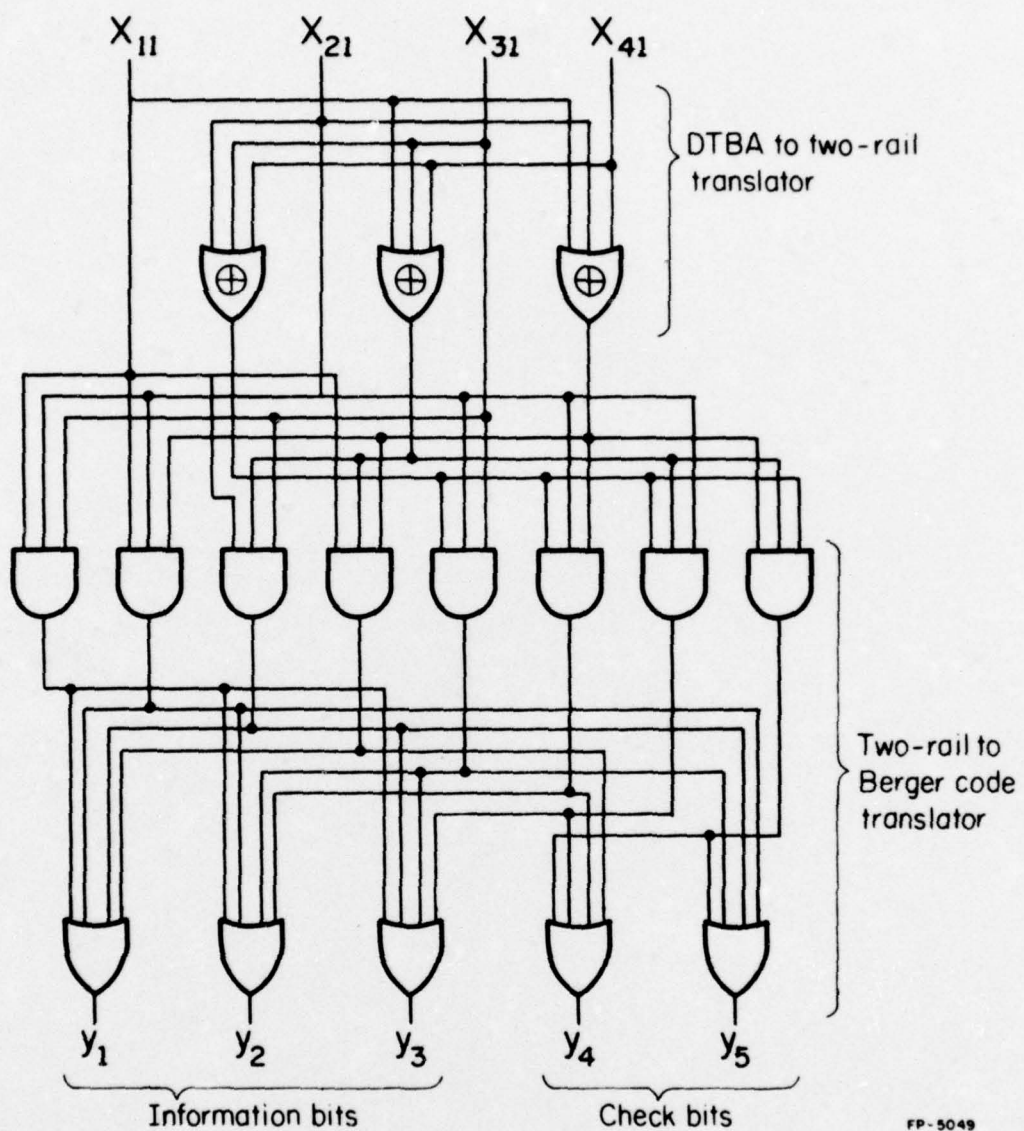 X11 X21 X31 X41
DTBA to two-rail
translator
Two-rail to
Berger code
translator
y1 y2 y3 y4 y5
Information bits Check bits
FP-5049